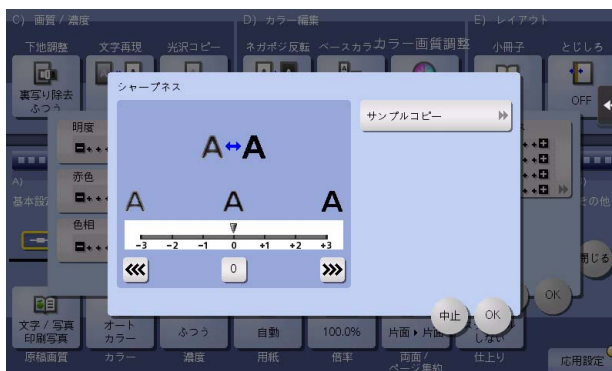 C) 画質 / 濃度
D) カラー編集
E) レイアウト
下地調整
文字再現
光沢コピー
ネガポジ反転
ベースカラ
カラー画質調整
小冊子
とじしろ
裏写り除去
ふつう
OFF
シャープネス
サンプルコピー
A↔A
A A A
-3 -2 -1 0 +1 +2 +3
0
中止
OK
明度
赤色
色相
A)
基本設
その他
閉じる
OK
文字 / 写真
印刷写真
オート
カラー
ふつう
自動
100.0%
片面 ▸ 片面
しない
原稿画質
カラー
濃度
用紙
倍率
両面 /
ページ集約
仕上り
応用設定